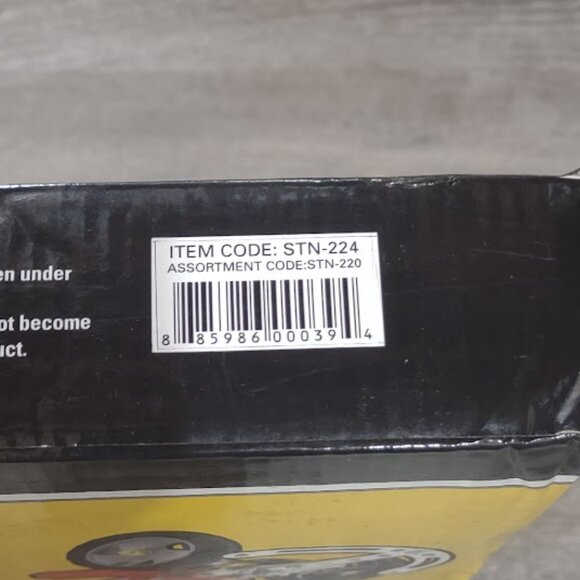 en under
ot become
uct.
ITEM CODE: STN-224
ASSORTMENT CODE:STN-220
8 85986 00039 4